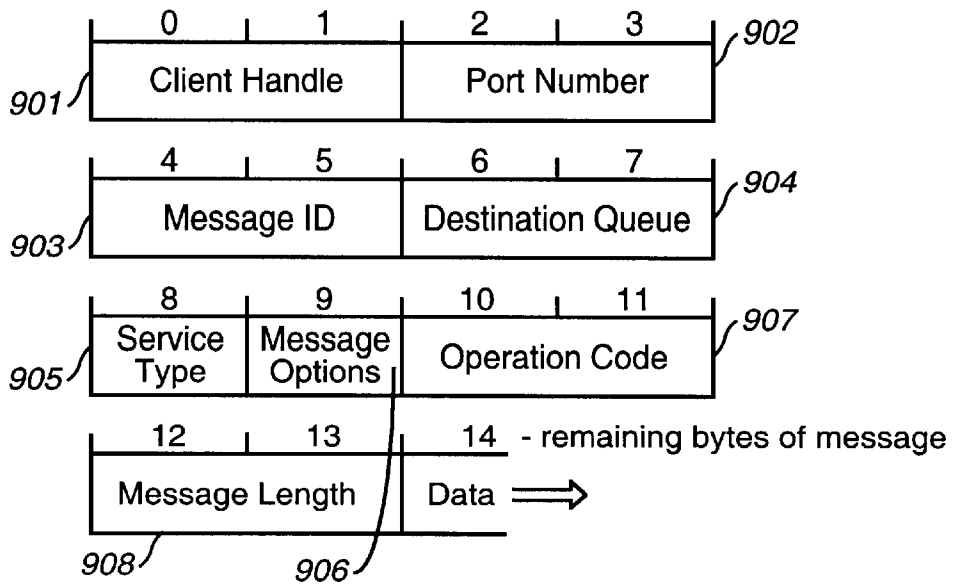 0 1 2 3
902
Client Handle Port Number
901
4 5 6 7
904
Message ID Destination Queue
903
8 9 10 11
907
Service Type Message Options Operation Code
905
12 13 14 - remaining bytes of message
Message Length Data
908 906